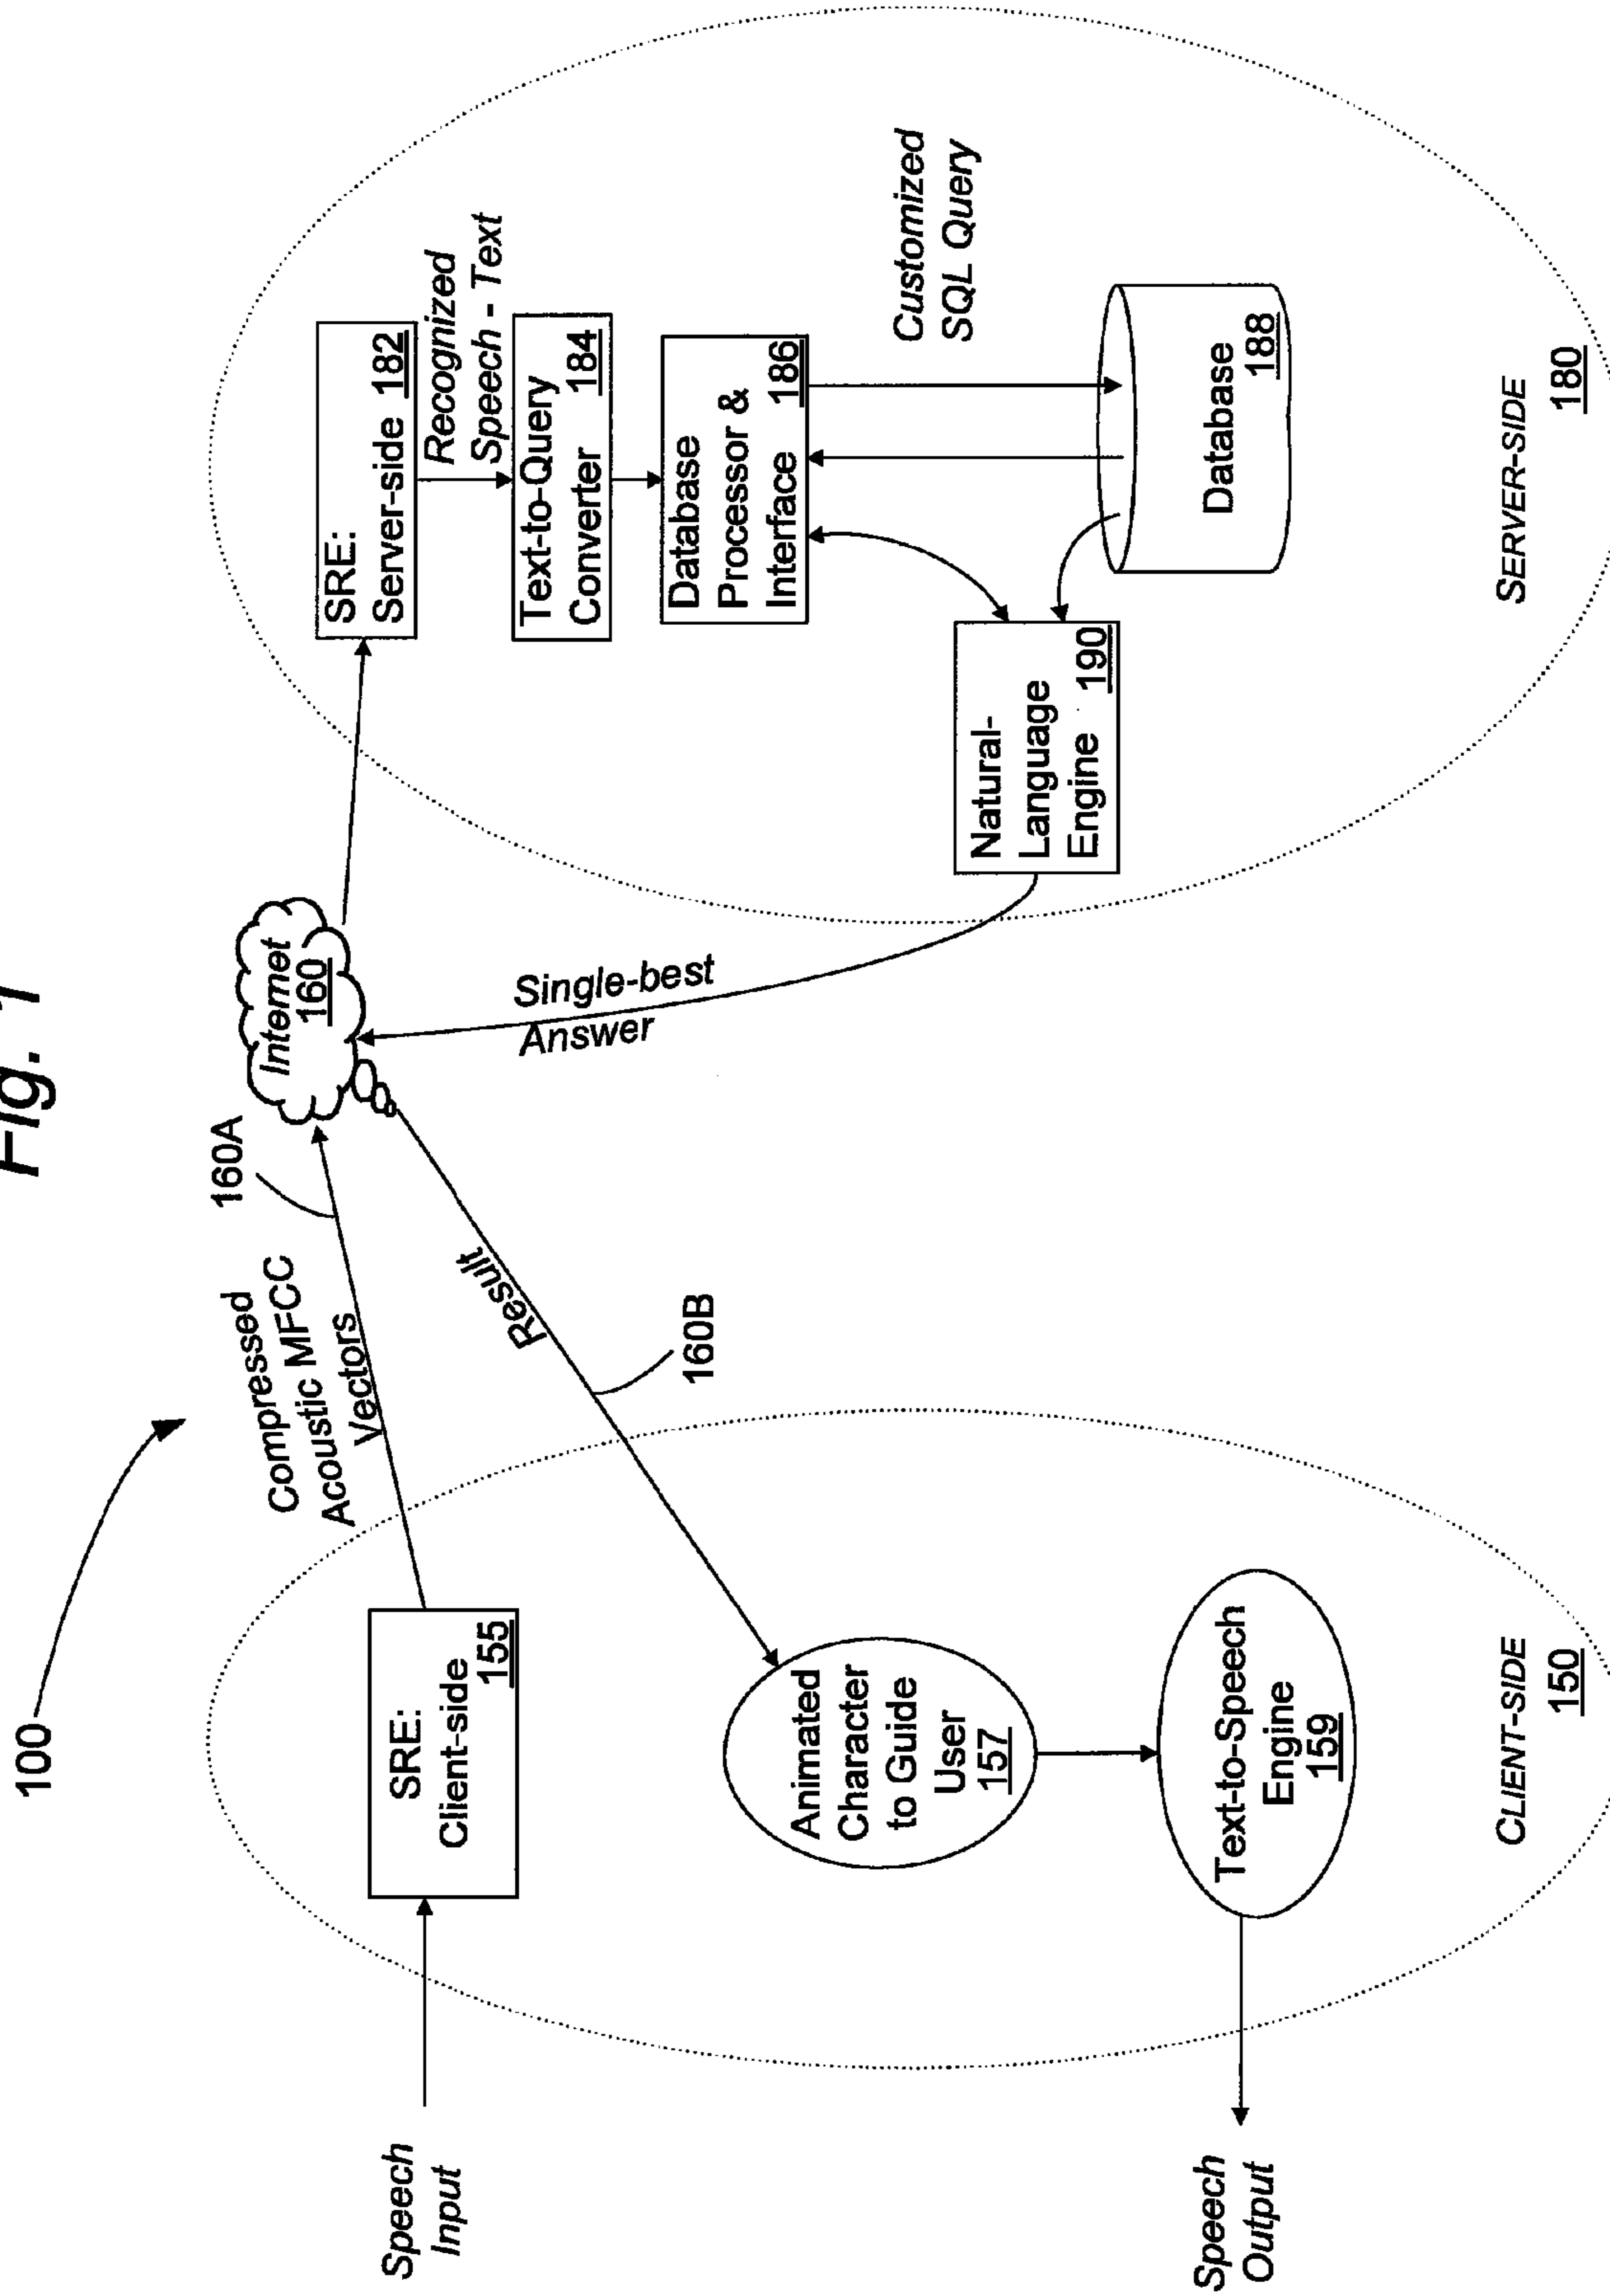 Fig. 1
100
Speech
Input
SRE:
Client-side
155
Compressed
Acoustic MFCC
Vectors
160A
Internet
160
Result
160B
Single-best
Answer
Animated
Character
to Guide
User
157
Text-to-Speech
Engine
159
Speech
Output
CLIENT-SIDE
150
SRE:
Server-side 182
Recognized
Speech - Text
Text-to-Query
Converter 184
Database
Processor &
Interface 186
Customized
SQL Query
Natural-
Language
Engine 190
Database
188
SERVER-SIDE
180